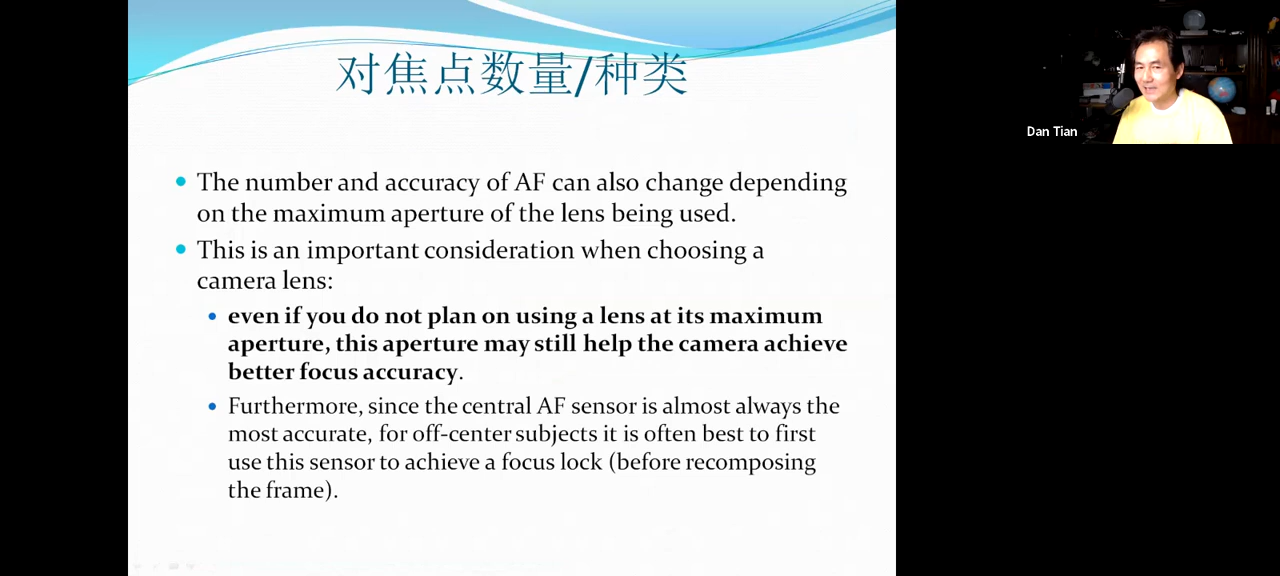 对焦点数量/种类
The number and accuracy of AF can also change depending
on the maximum aperture of the lens being used.
This is an important consideration when choosing a
camera lens:
even if you do not plan on using a lens at its maximum
aperture, this aperture may still help the camera achieve
better focus accuracy.
Furthermore, since the central AF sensor is almost always the
most accurate, for off-center subjects it is often best to first
use this sensor to achieve a focus lock (before recomposing
the frame).
Dan Tian